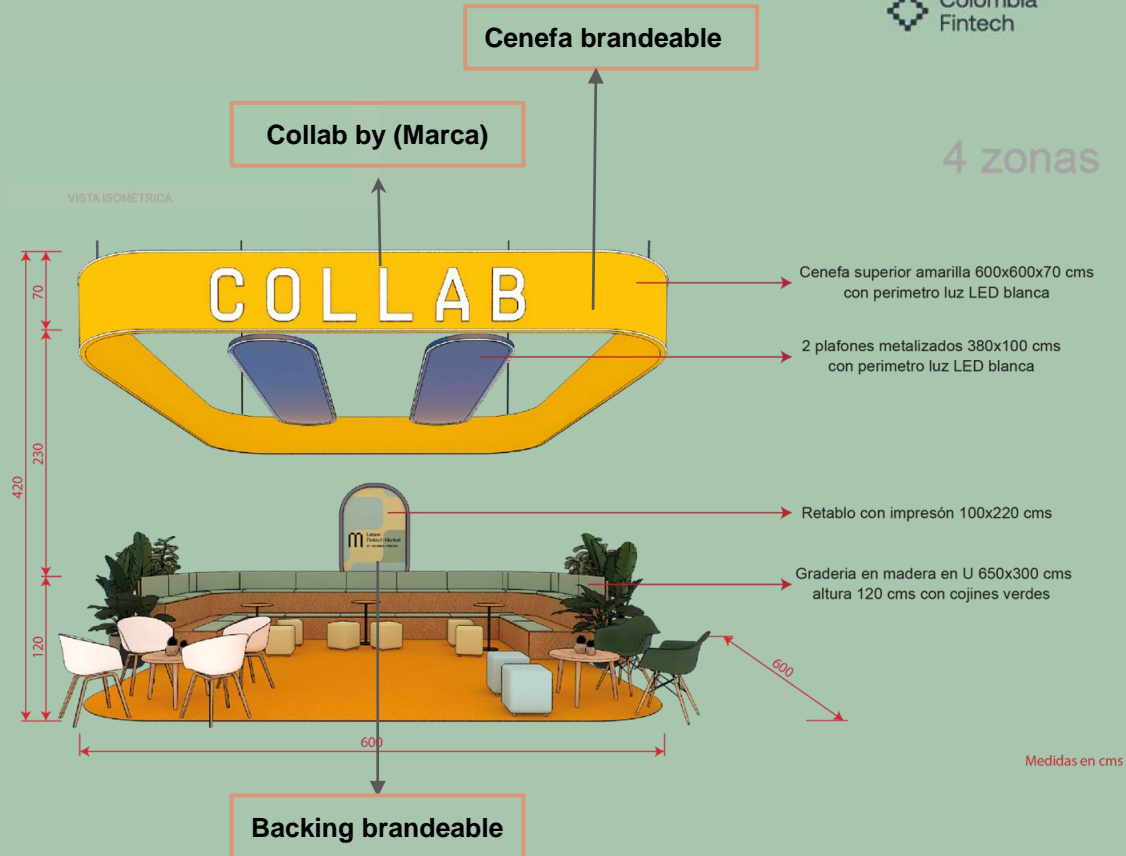 Colombia
Fintech
Cenefa brandeable
Collab by (Marca)
4 zonas
VISTA ISOMÉTRICA
COLLAB
Cenefa superior amarilla 600x600x70 cms
con perimetro luz LED blanca
2 plafones metalizados 380x100 cms
con perimetro luz LED blanca
70
230
420
120
Retablo con impresón 100x220 cms
m Latam
Fintech Market
Graderia en madera en U 650x300 cms
altura 120 cms con cojines verdes
600
600
Medidas en cms
Backing brandeable